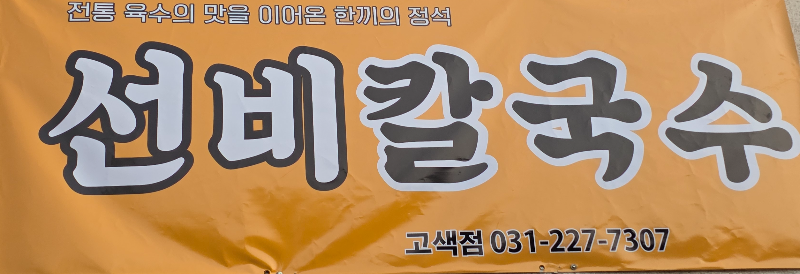 전통 육수의 맛을 이어온 한끼의 정석
선비칼국수
고색점 031-227-7307